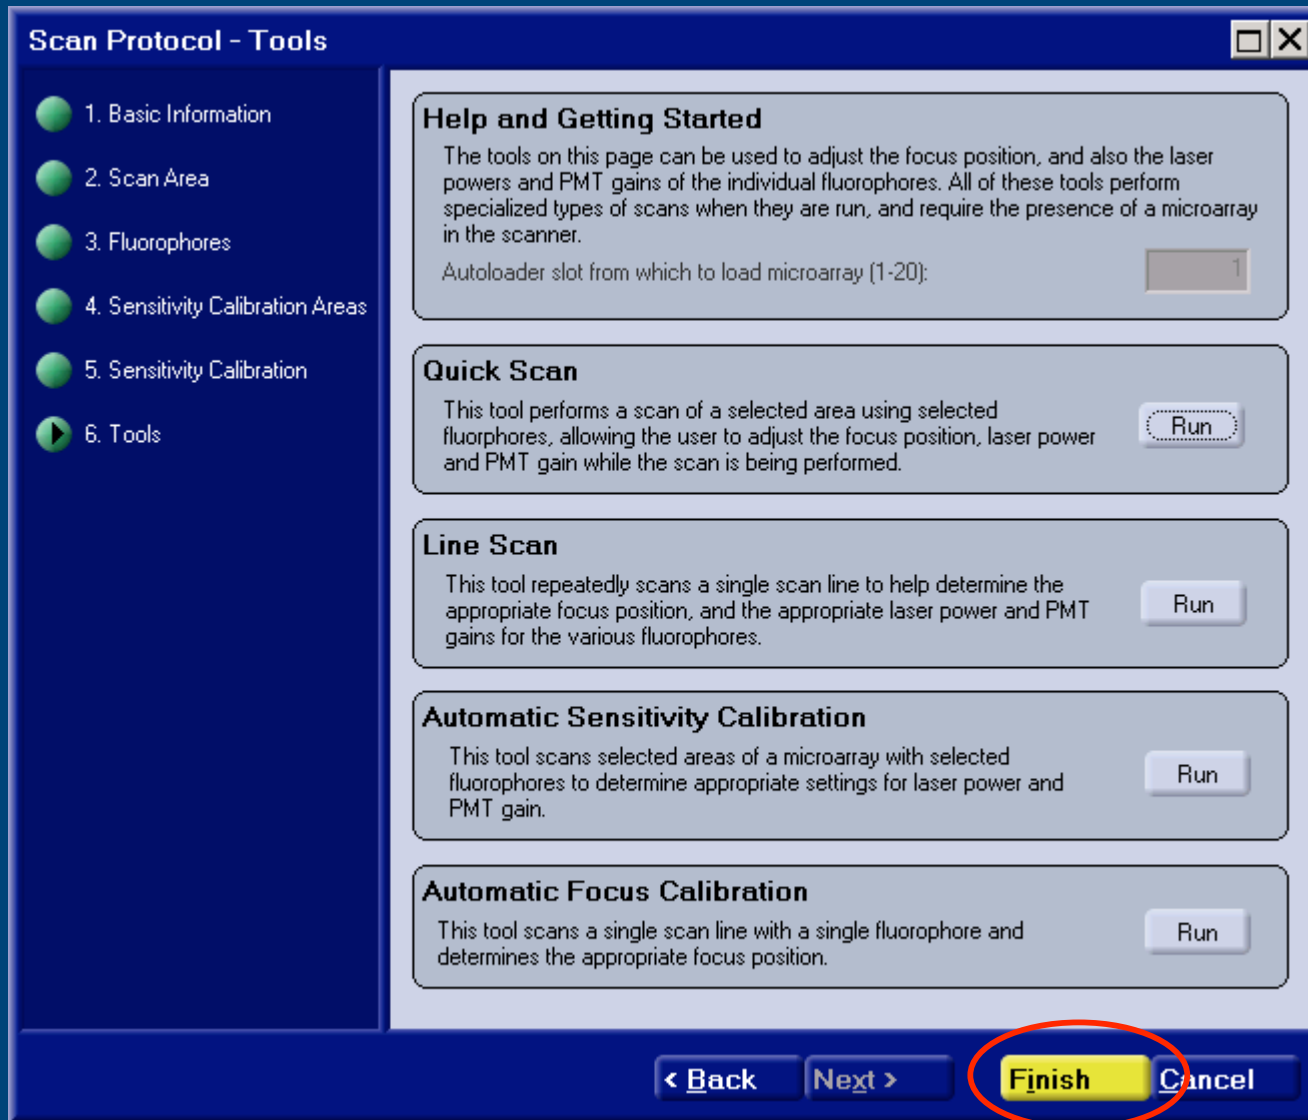 Scan Protocol - Tools
1. Basic Information
2. Scan Area
3. Fluorophores
4. Sensitivity Calibration Areas
5. Sensitivity Calibration
6. Tools
Help and Getting Started
The tools on this page can be used to adjust the focus position, and also the laser
powers and PMT gains of the individual fluorophores. All of these tools perform
specialized types of scans when they are run, and require the presence of a microarray
in the scanner.
Autoloader slot from which to load microarray (1-20): 1
Quick Scan
This tool performs a scan of a selected area using selected
fluorphores, allowing the user to adjust the focus position, laser power
and PMT gain while the scan is being performed.
Run
Line Scan
This tool repeatedly scans a single scan line to help determine the
appropriate focus position, and the appropriate laser power and PMT
gains for the various fluorophores.
Run
Automatic Sensitivity Calibration
This tool scans selected areas of a microarray with selected
fluorophores to determine appropriate settings for laser power and
PMT gain.
Run
Automatic Focus Calibration
This tool scans a single scan line with a single fluorophore and
determines the appropriate focus position.
Run
< Back Next > Finish Cancel